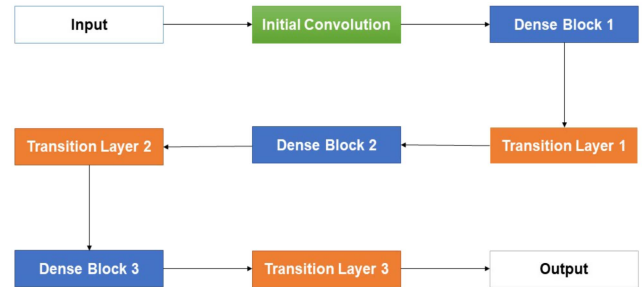 Input
Initial Convolution
Dense Block 1
Transition Layer 1
Dense Block 2
Transition Layer 2
Dense Block 3
Transition Layer 3
Output